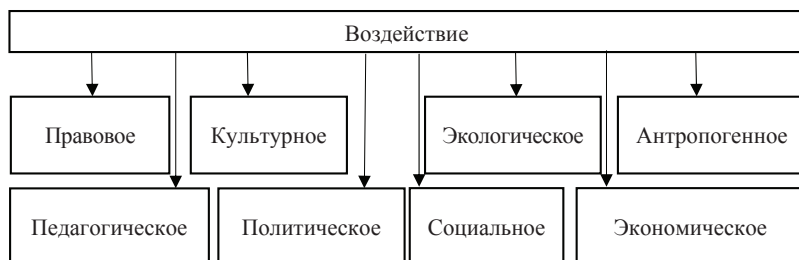 Воздействие
Правовое
Культурное
Экологическое
Антропогенное
Педагогическое
Политическое
Социальное
Экономическое